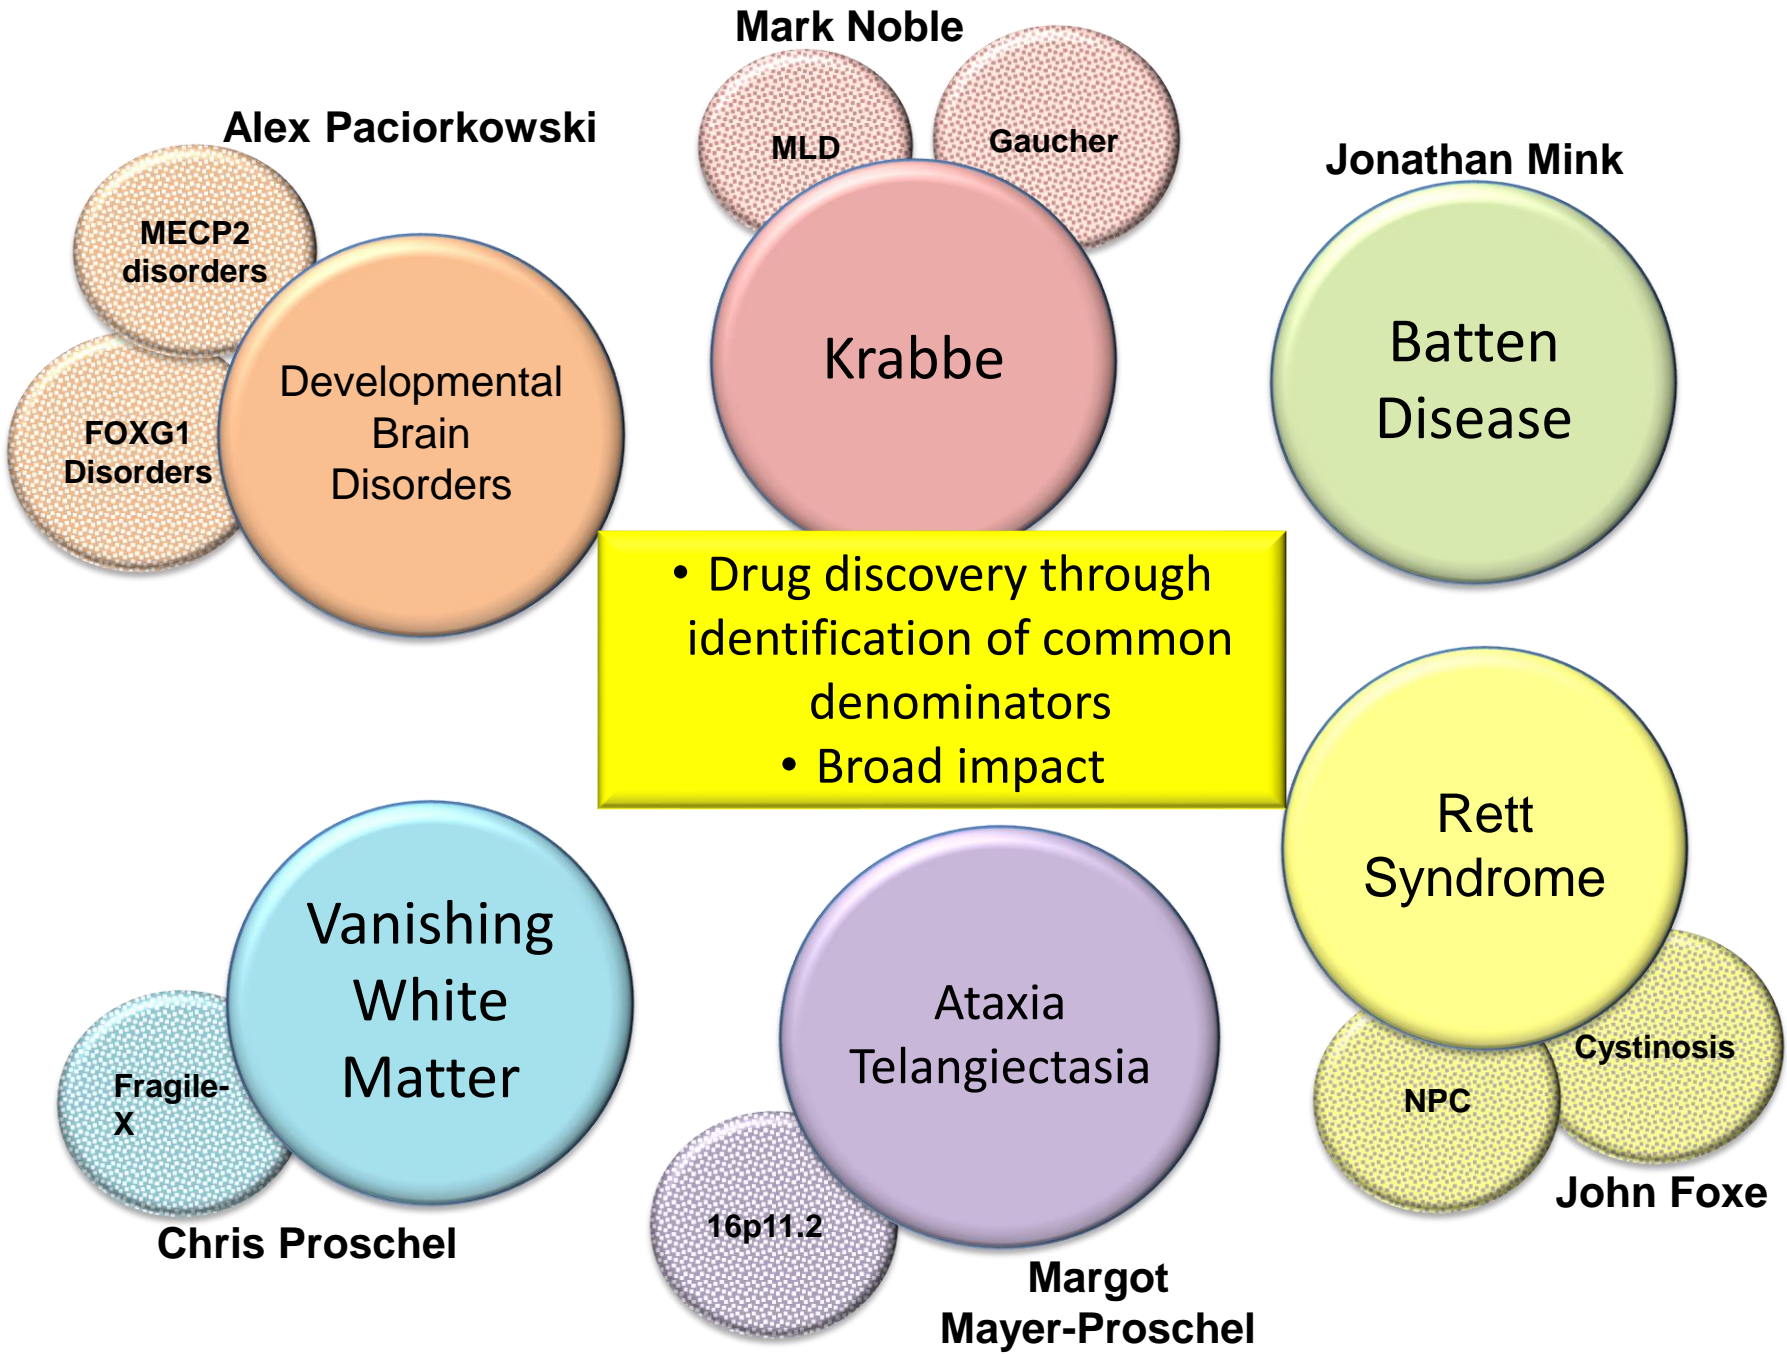 Mark Noble
MLD
Gaucher
Krabbe
Alex Paciorkowski
MECP2
disorders
FOXG1
Disorders
Developmental
Brain
Disorders
Jonathan Mink
Batten
Disease
• Drug discovery through
identification of common
denominators
• Broad impact
Rett
Syndrome
Cystinosis
NPC
John Foxe
Vanishing
White
Matter
Fragile-
X
Chris Proschel
Ataxia
Telangiectasia
16p11.2
Margot
Mayer-Proschel